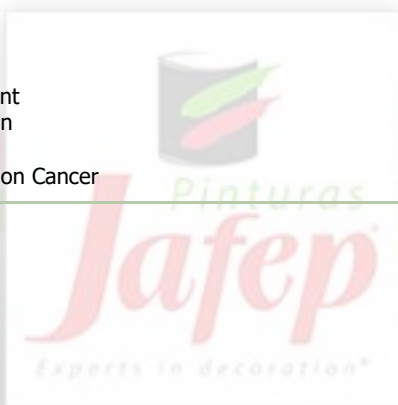 nt
n
on Cancer
Pinturas
Jafep
Experts in decoration®